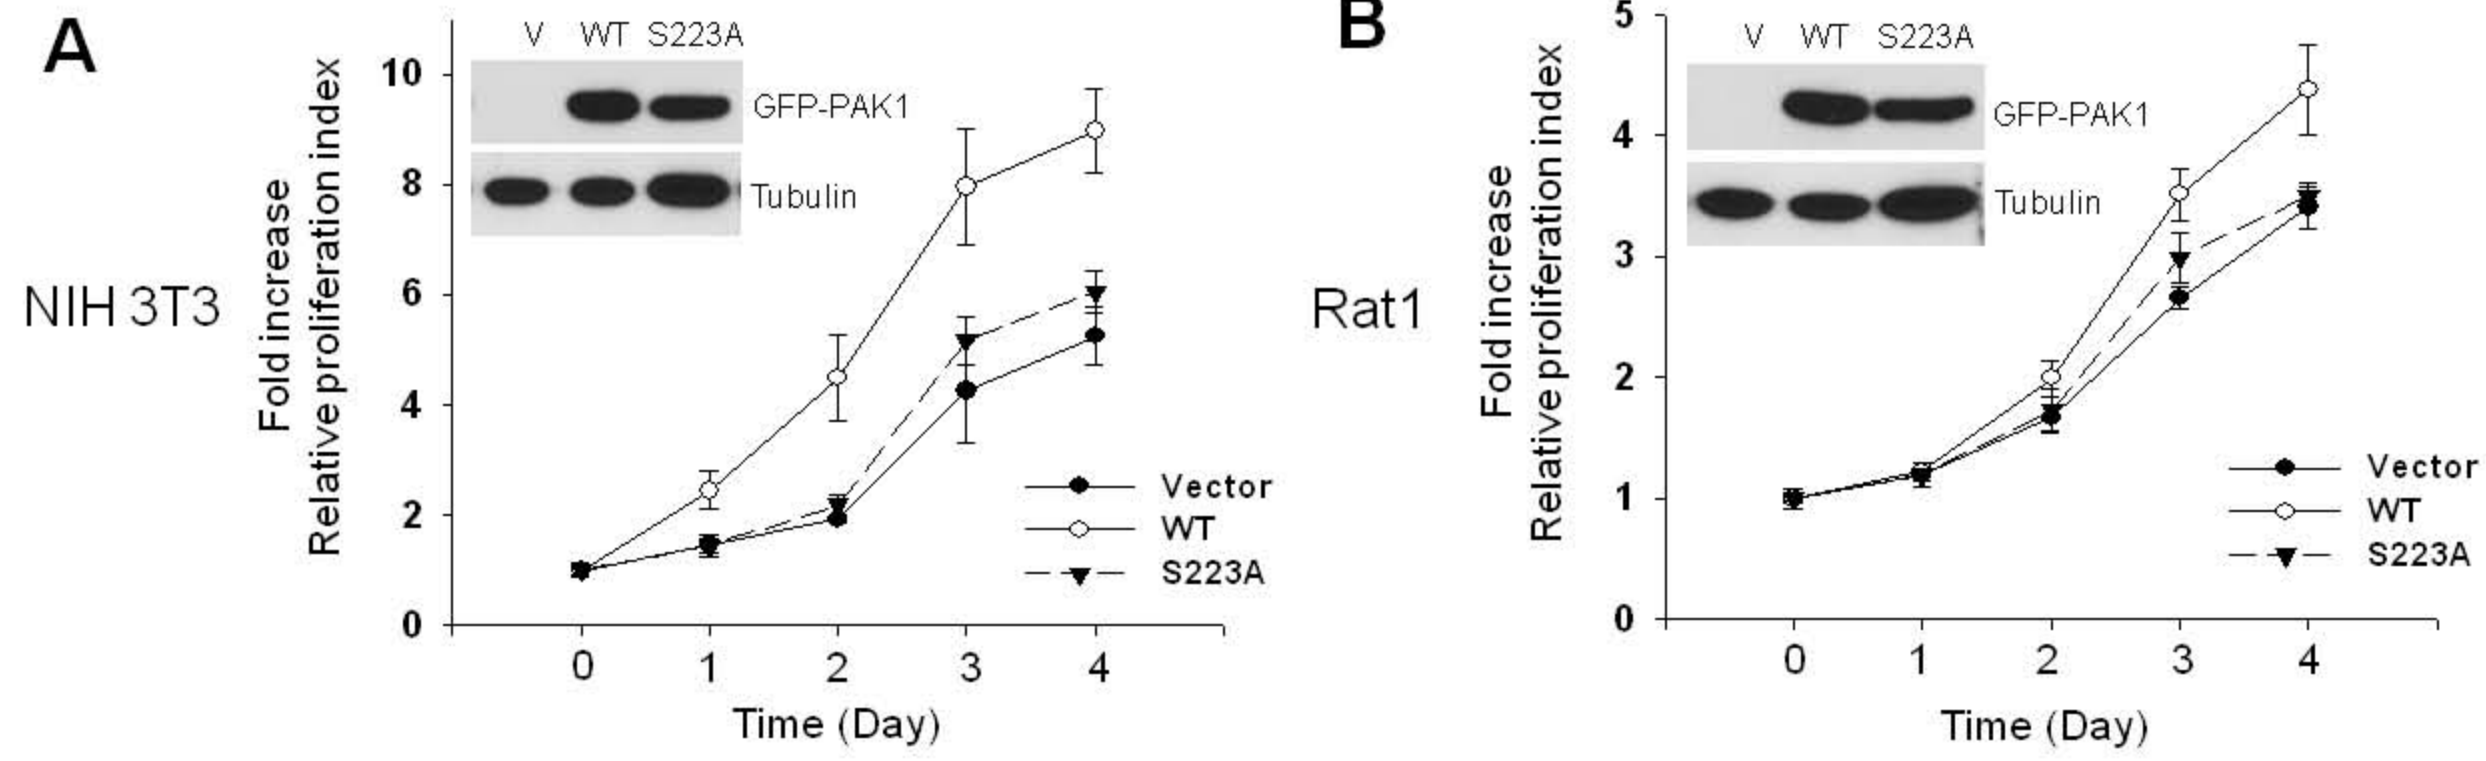 A
NIH 3T3
Fold increase
Relative proliferation index
10
8
6
4
2
0
V WT S223A
GFP-PAK1
Tubulin
Vector
WT
S223A
0 1 2 3 4
Time (Day)
B
Rat1
Fold increase
Relative proliferation index
5
4
3
2
1
0
V WT S223A
GFP-PAK1
Tubulin
Vector
WT
S223A
0 1 2 3 4
Time (Day)